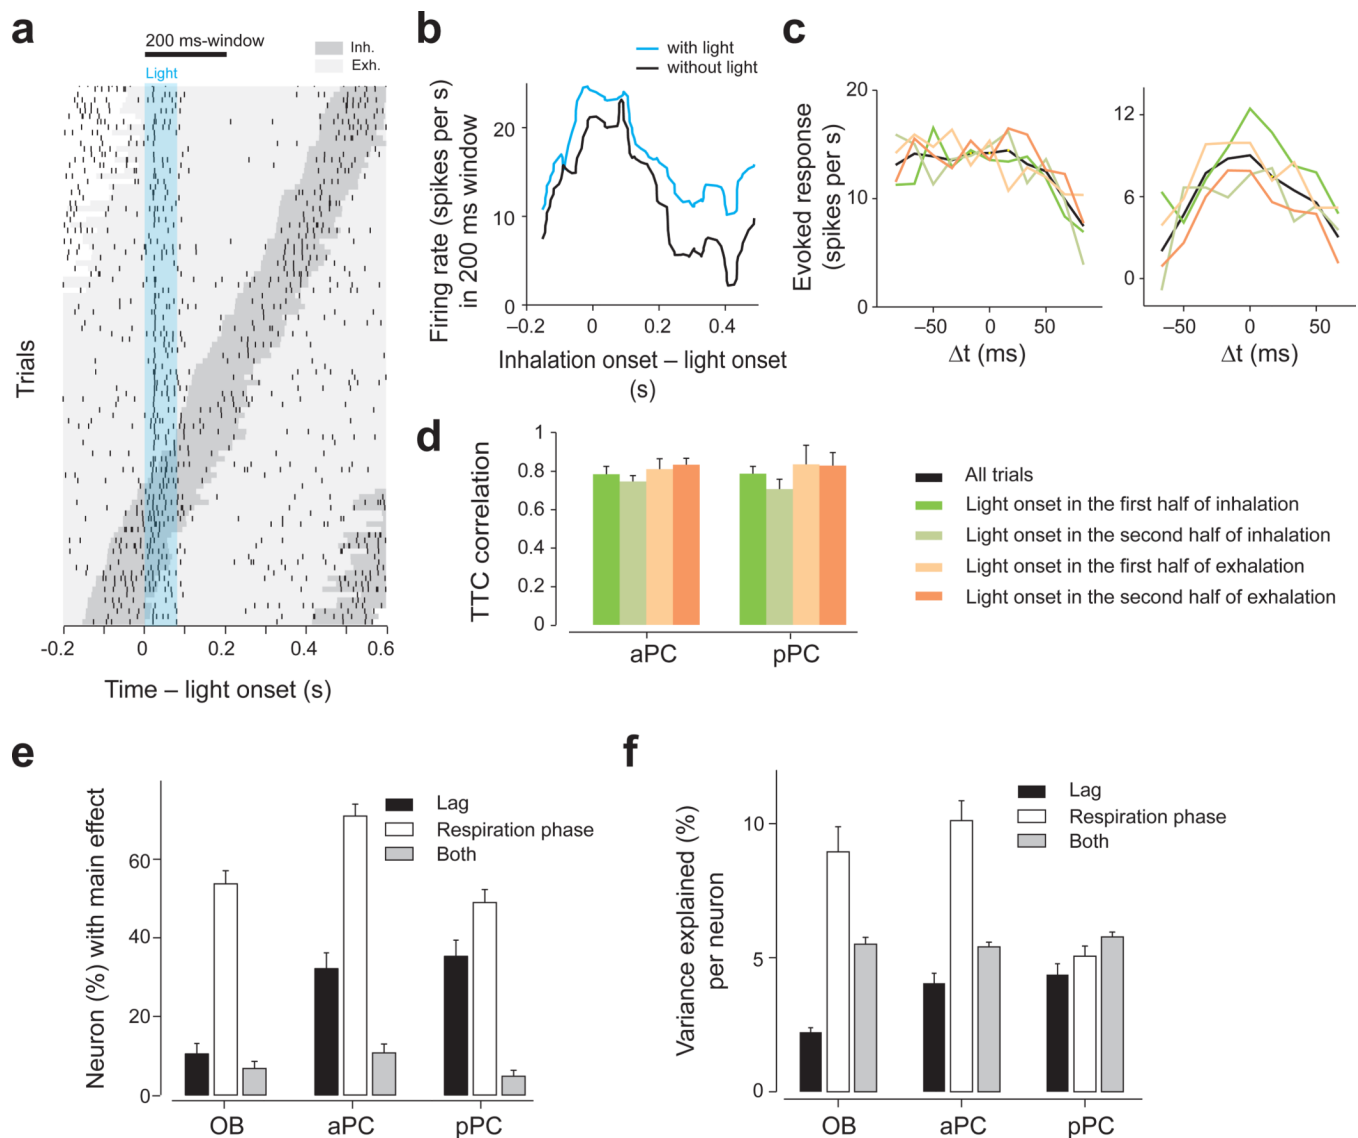 a
200 ms-window
Inh.
Exh.
Light
Trials
-0.2
0
0.2
0.4
0.6
Time – light onset (s)
b
with light
without light
Firing rate (spikes per s)
in 200 ms window
20
10
0
–0.2
0
0.2
0.4
Inhalation onset – light onset
(s)
c
Evoked response
(spikes per s)
20
10
0
–50
0
50
Δt (ms)
12
6
0
–50
0
50
Δt (ms)
d
TTC correlation
1
0.8
0.6
0.4
0.2
0
aPC
pPC
All trials
Light onset in the first half of inhalation
Light onset in the second half of inhalation
Light onset in the first half of exhalation
Light onset in the second half of exhalation
e
Neuron (%) with main effect
60
40
20
0
Lag
Respiration phase
Both
OB
aPC
pPC
f
Variance explained (%)
per neuron
10
5
0
Lag
Respiration phase
Both
OB
aPC
pPC